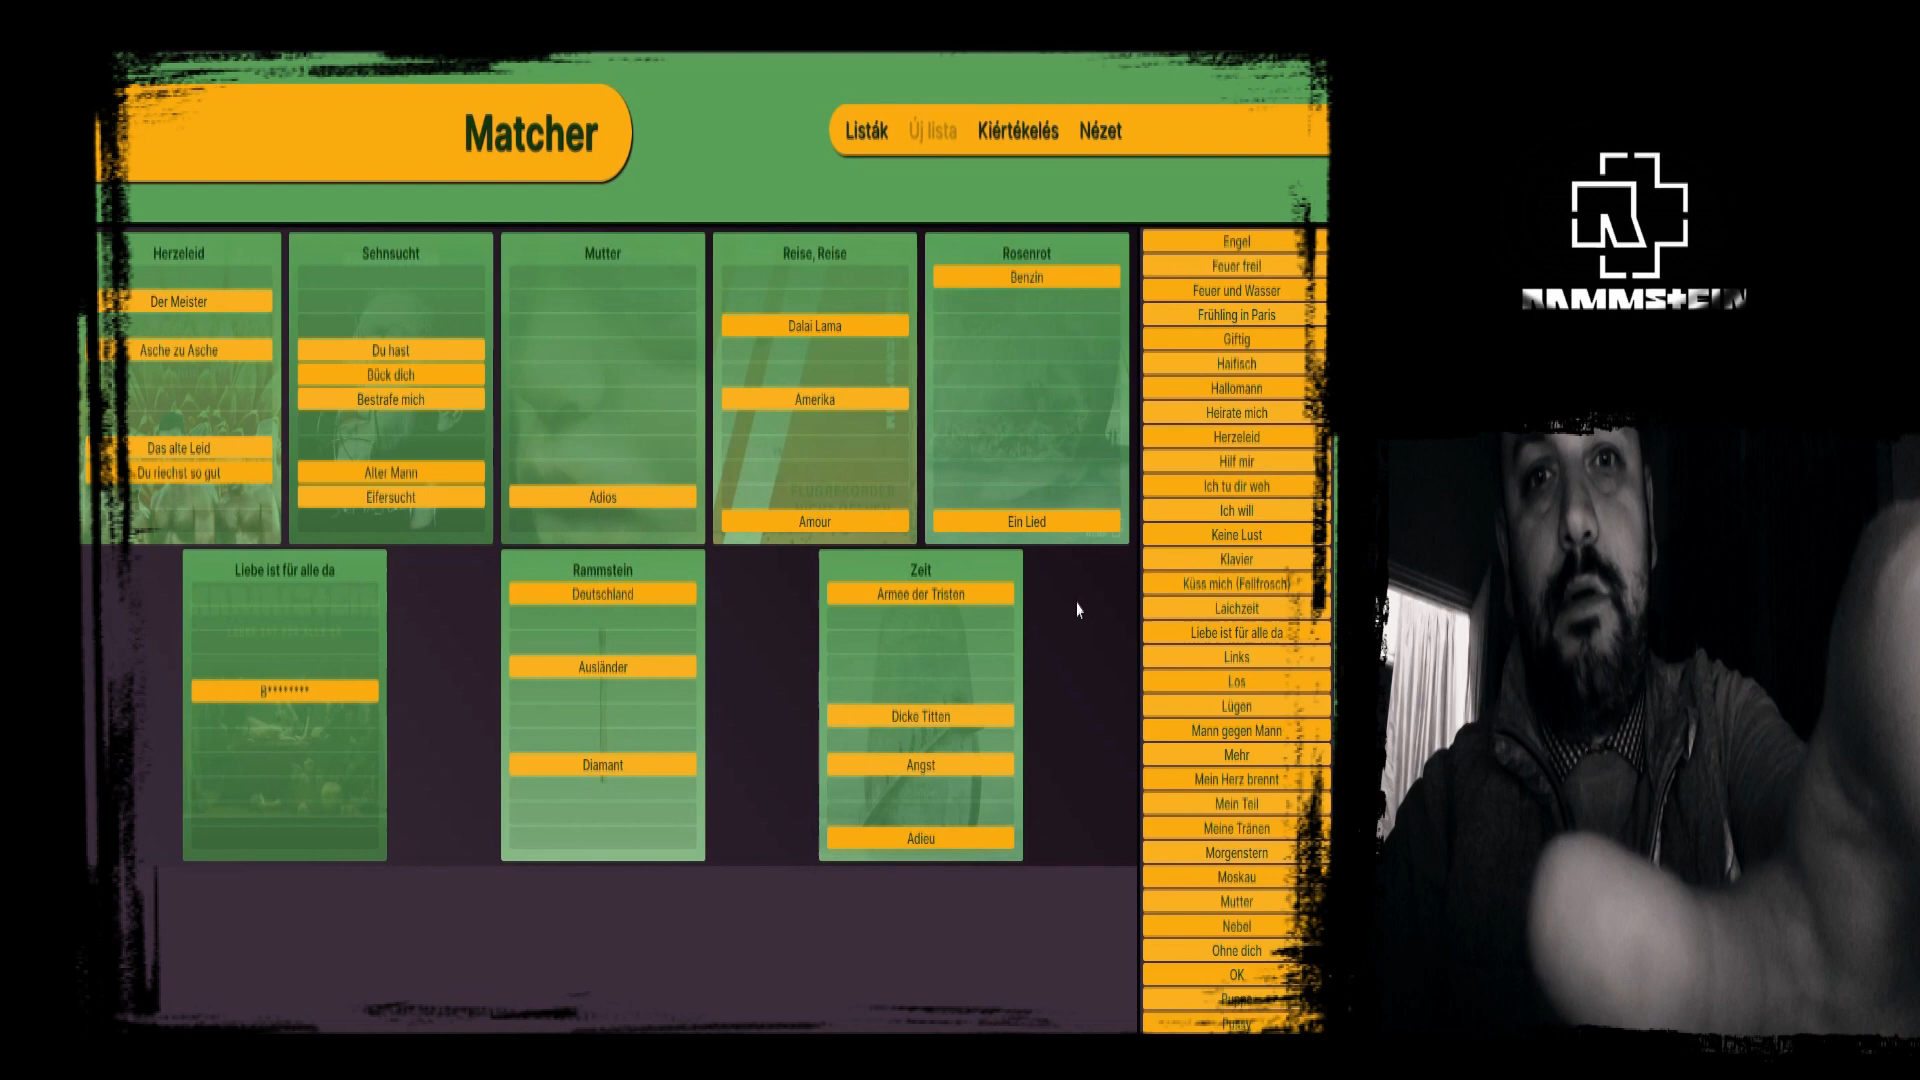 Matcher
Listák Új lista Kiértékelés Nézet
Herzeleid
Der Meister
Asche zu Asche
Das alte Leid
Du riechst so gut
Sehnsucht
Du hast
Bück dich
Bestrafe mich
Alter Mann
Eifersucht
Mutter
Adios
Reise, Reise
Dalai Lama
Amerika
Amour
Rosenrot
Benzin
Ein Lied
Liebe ist für alle da
B********
Rammstein
Deutschland
Ausländer
Diamant
Zeit
Armee der Tristen
Dicke Titten
Angst
Adieu
Engel
Feuer frei!
Feuer und Wasser
Frühling in Paris
Giftig
Haifisch
Hallomann
Heirate mich
Herzeleid
Hilf mir
Ich tu dir weh
Ich will
Keine Lust
Klavier
Küss mich (Fellfrosch)
Laichzeit
Liebe ist für alle da
Links
Los
Lügen
Mann gegen Mann
Mehr
Mein Herz brennt
Mein Teil
Meine Tränen
Morgenstern
Moskau
Mutter
Nebel
Ohne dich
OK
Puppe
Pussy
RAMMSTEIN